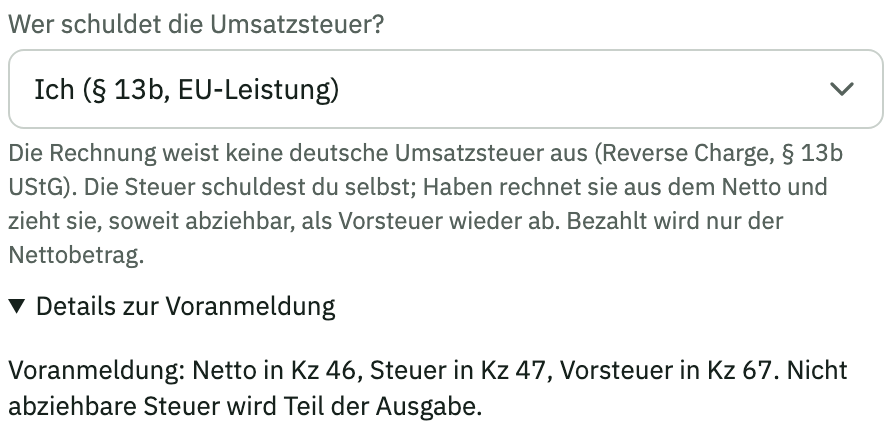 Wer schuldet die Umsatzsteuer?
Ich (§ 13b, EU-Leistung)
Die Rechnung weist keine deutsche Umsatzsteuer aus (Reverse Charge, § 13b
UStG). Die Steuer schuldest du selbst; Haben rechnet sie aus dem Netto und
zieht sie, soweit abziehbar, als Vorsteuer wieder ab. Bezahlt wird nur der
Nettobetrag.
Details zur Voranmeldung
Voranmeldung: Netto in Kz 46, Steuer in Kz 47, Vorsteuer in Kz 67. Nicht
abziehbare Steuer wird Teil der Ausgabe.